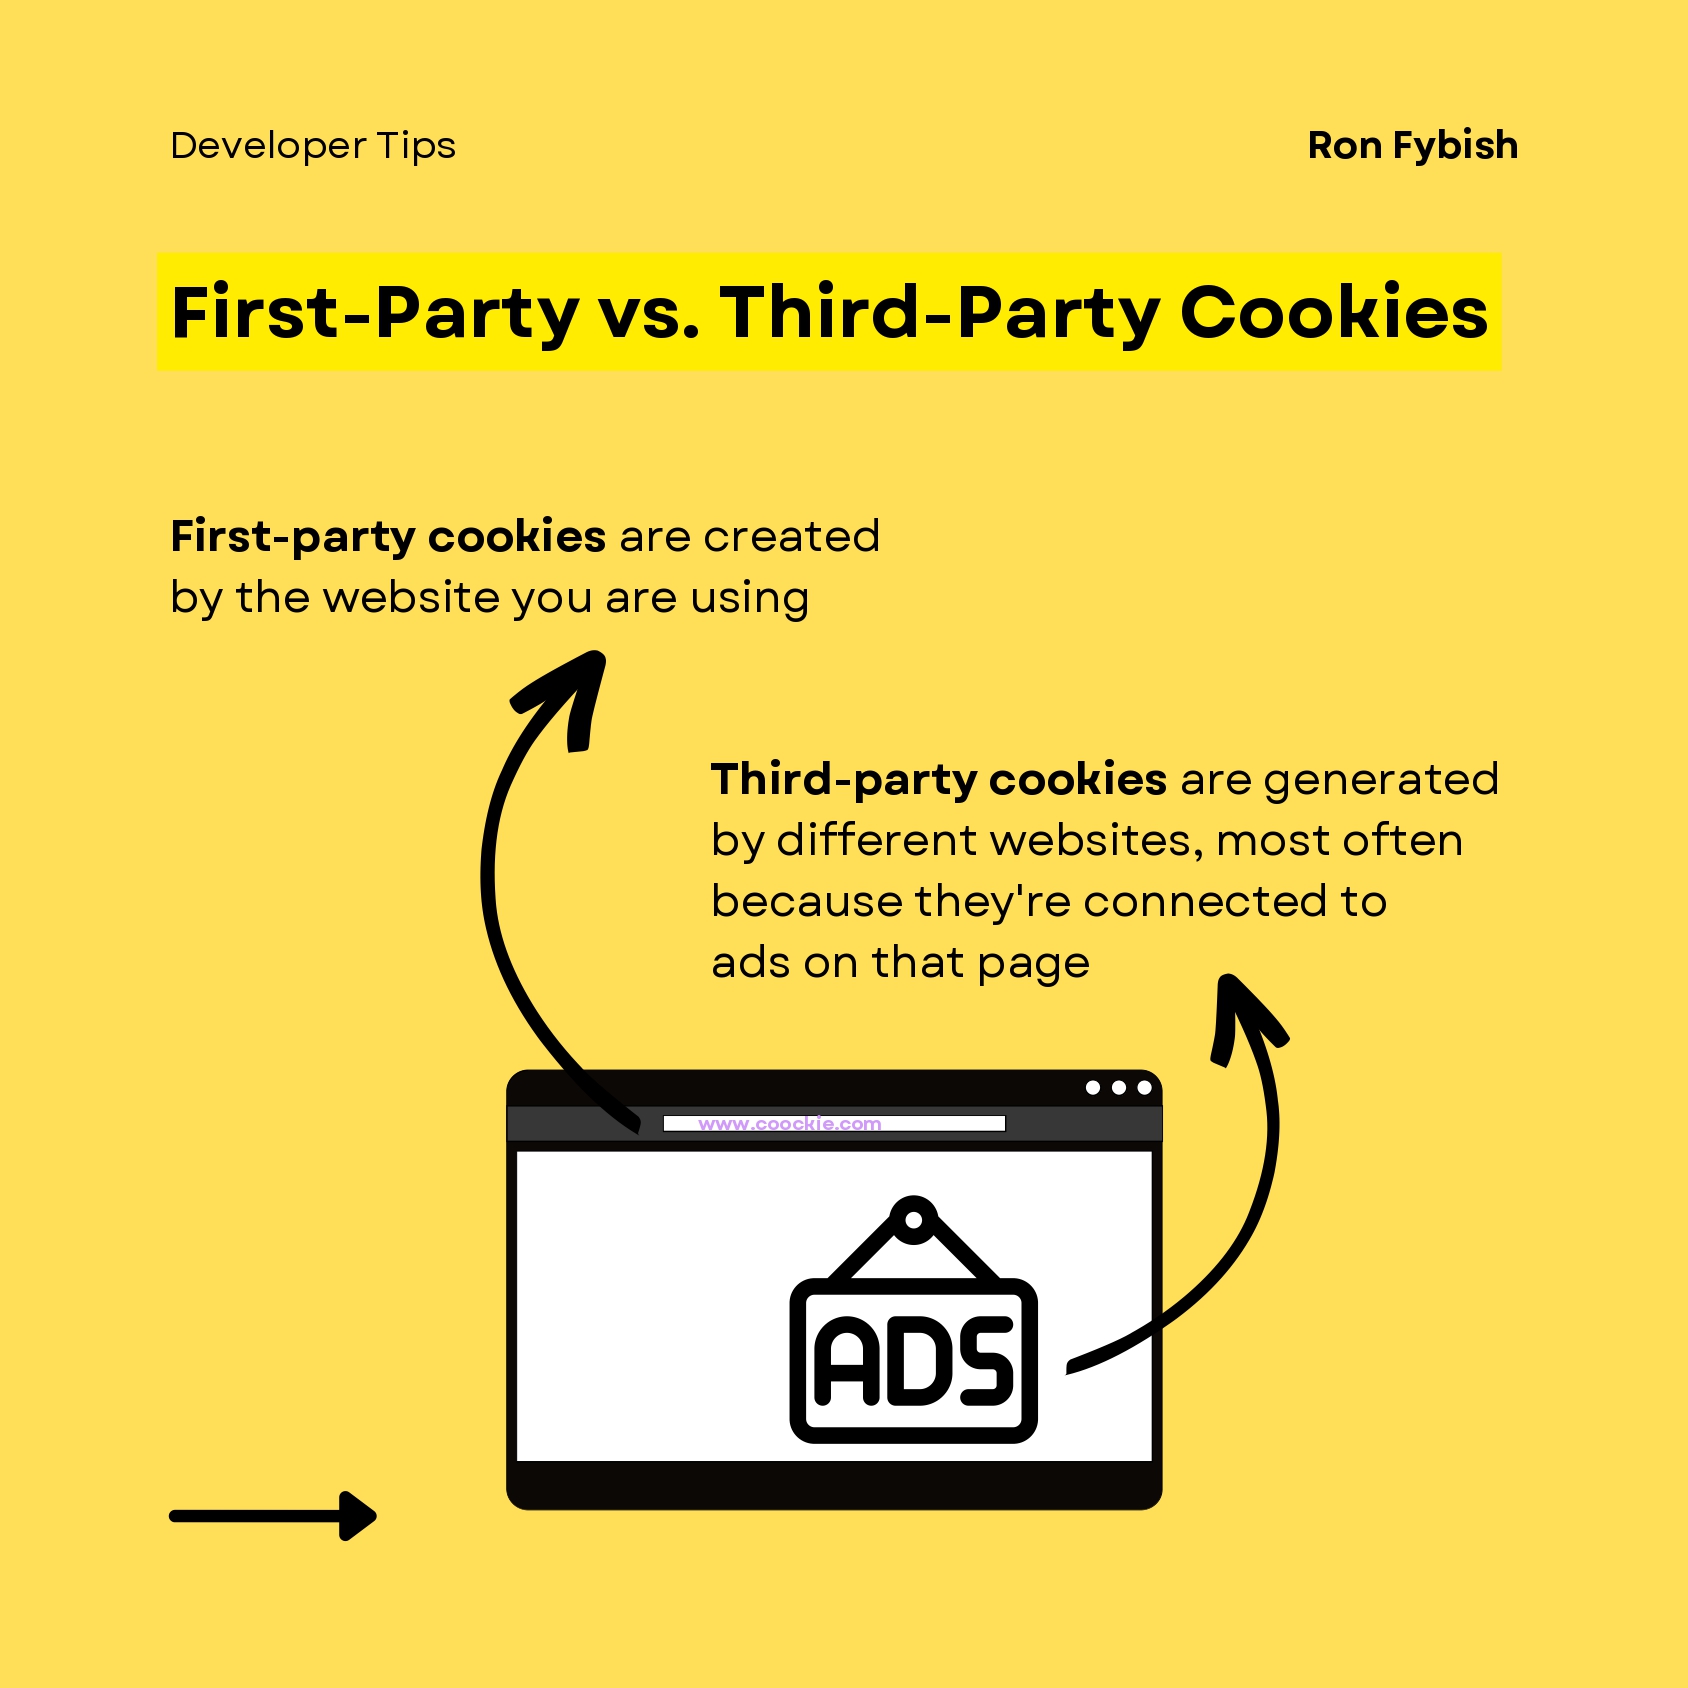 Developer Tips
Ron Fybish
First-Party vs. Third-Party Cookies
First-party cookies are created
by the website you are using
Third-party cookies are generated
by different websites, most often
because they're connected to
ads on that page
www.coockie.com
ADS